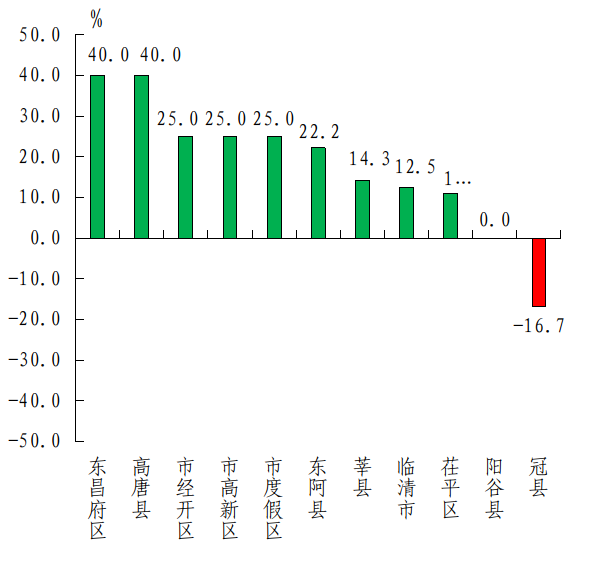 %
50.0
40.0
30.0
20.0
10.0
0.0
-10.0
-20.0
-30.0
-40.0
-50.0
40.0
40.0
25.0
25.0
25.0
22.2
14.3
12.5
1...
0.0
-16.7
东昌府区
高唐县
市经开区
市高新区
市度假区
东阿县
莘县
临清市
茌平区
阳谷县
冠县